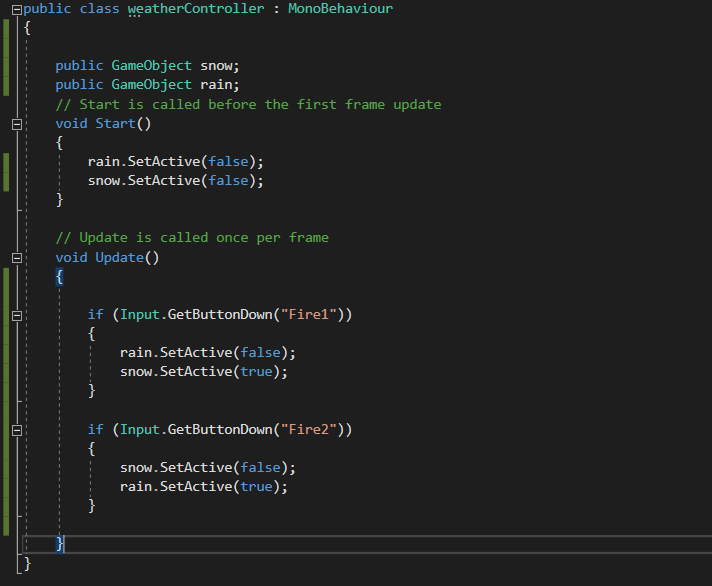 public class weatherController : MonoBehaviour
{
public GameObject snow;
public GameObject rain;
// Start is called before the first frame update
void Start()
{
rain.SetActive(false);
snow.SetActive(false);
}
// Update is called once per frame
void Update()
{
if (Input.GetButtonDown("Fire1"))
{
rain.SetActive(false);
snow.SetActive(true);
}
if (Input.GetButtonDown("Fire2"))
{
snow.SetActive(false);
rain.SetActive(true);
}
}
}